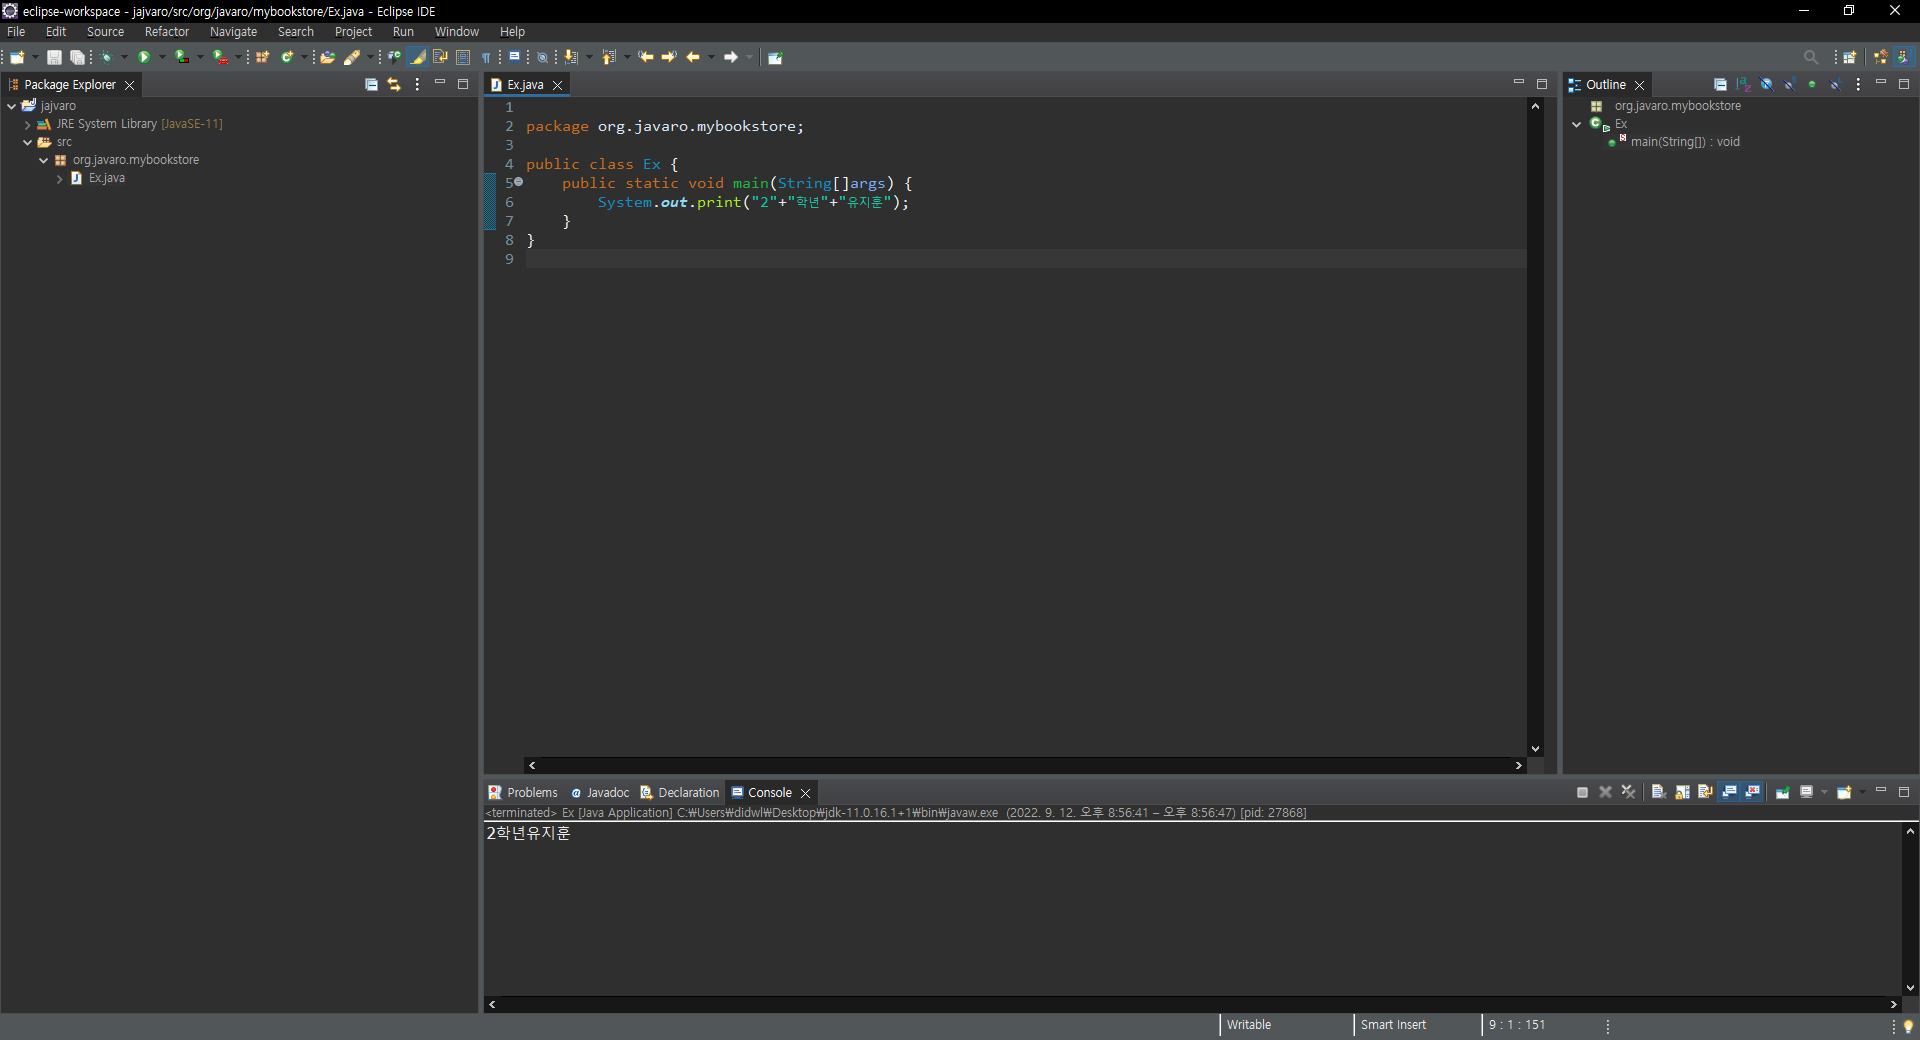 eclipse-workspace - jajvaro/src/org/javaro/mybookstore/Ex.java - Eclipse IDE
File Edit Source Refactor Navigate Search Project Run Window Help
Package Explorer
jajvaro
JRE System Library [JavaSE-11]
src
org.javaro.mybookstore
Ex.java
Ex.java
1
2 package org.javaro.mybookstore;
3
4 public class Ex {
5 public static void main(String[]args) {
6 System.out.print("2"+"학년"+"유지훈");
7 }
8 }
9
Outline
org.javaro.mybookstore
Ex
main(String[]) : void
Problems Javadoc Declaration Console
<terminated> Ex [Java Application] C:₩Users₩didwl₩Desktop₩jdk-11.0.16.1+1₩bin₩javaw.exe (2022. 9. 12. 오후 8:56:41 – 오후 8:56:47) [pid: 27868]
2학년유지훈
Writable Smart Insert 9 : 1 : 151